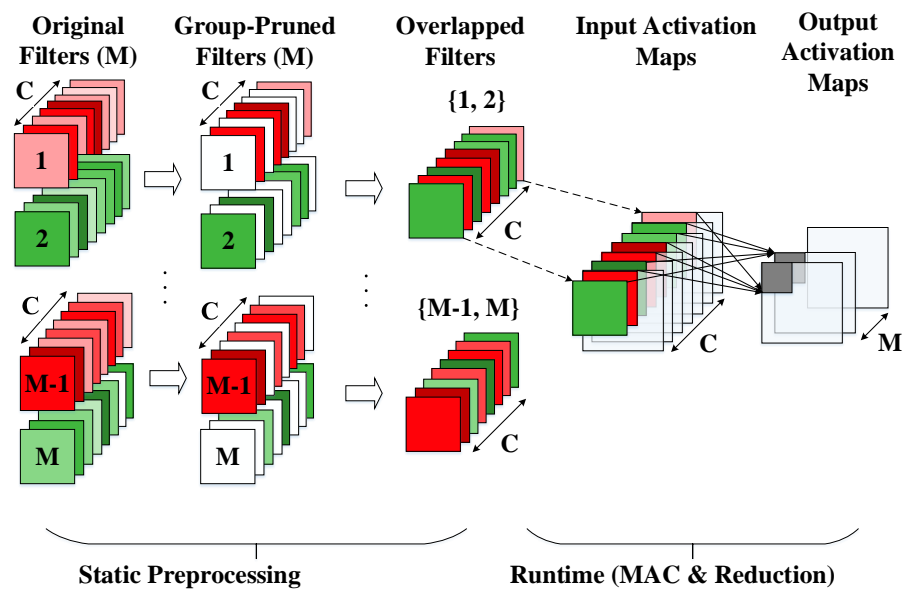 Original
Filters (M)
Group-Pruned
Filters (M)
Overlapped
Filters
Input Activation
Maps
Output
Activation
Maps
C
C
{1, 2}
1
1
2
2
C
C
M
C
C
{M-1, M}
M-1
M-1
C
M
M
Static Preprocessing
Runtime (MAC & Reduction)